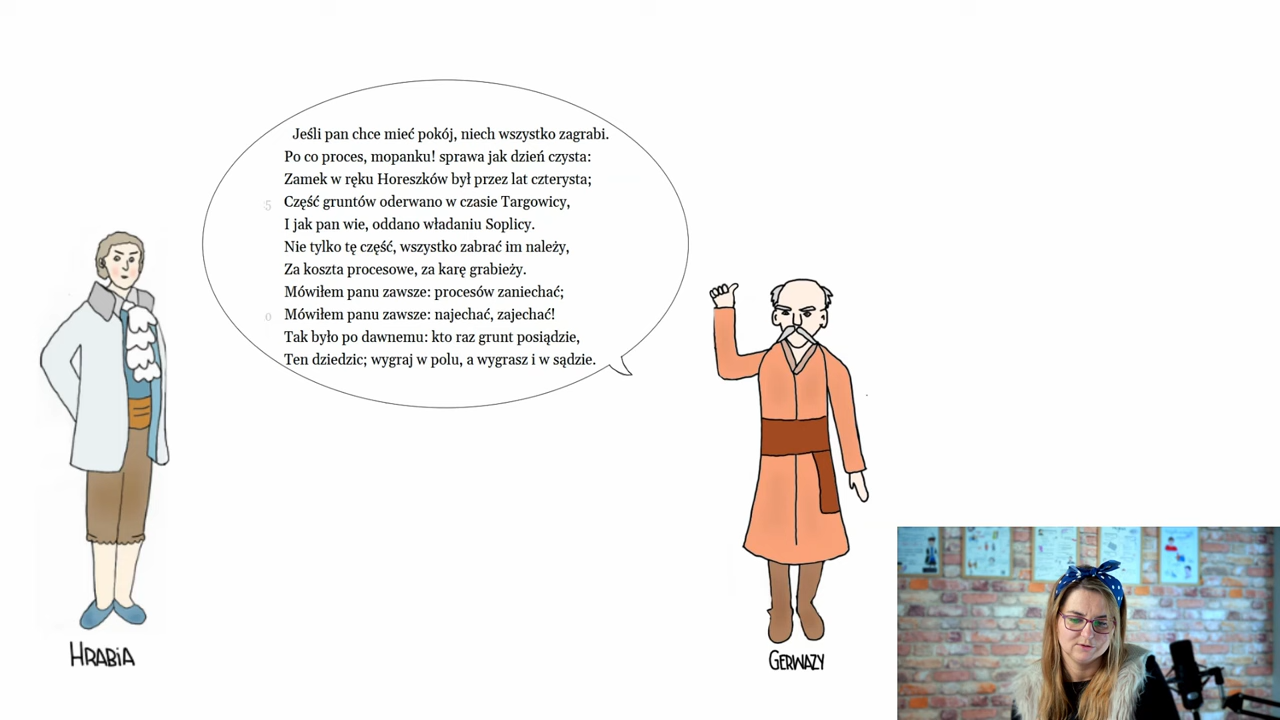 Jeśli pan chce mieć pokój, niech wszystko zagrabi.
Po co proces, mopanku! sprawa jak dzień czysta:
Zamek w ręku Horeszków był przez lat czterysta;
5 Część gruntów oderwano w czasie Targowicy,
I jak pan wie, oddano władaniu Soplicy.
Nie tylko tę część, wszystko zabrać im należy,
Za koszta procesowe, za karę grabieży.
Mówiłem panu zawsze: procesów zaniechać;
0 Mówiłem panu zawsze: najechać, zajechać!
Tak było po dawnemu: kto raz grunt posiądzie,
Ten dziedzic; wygraj w polu, a wygrasz i w sądzie.
HRABIA
GERWAZY